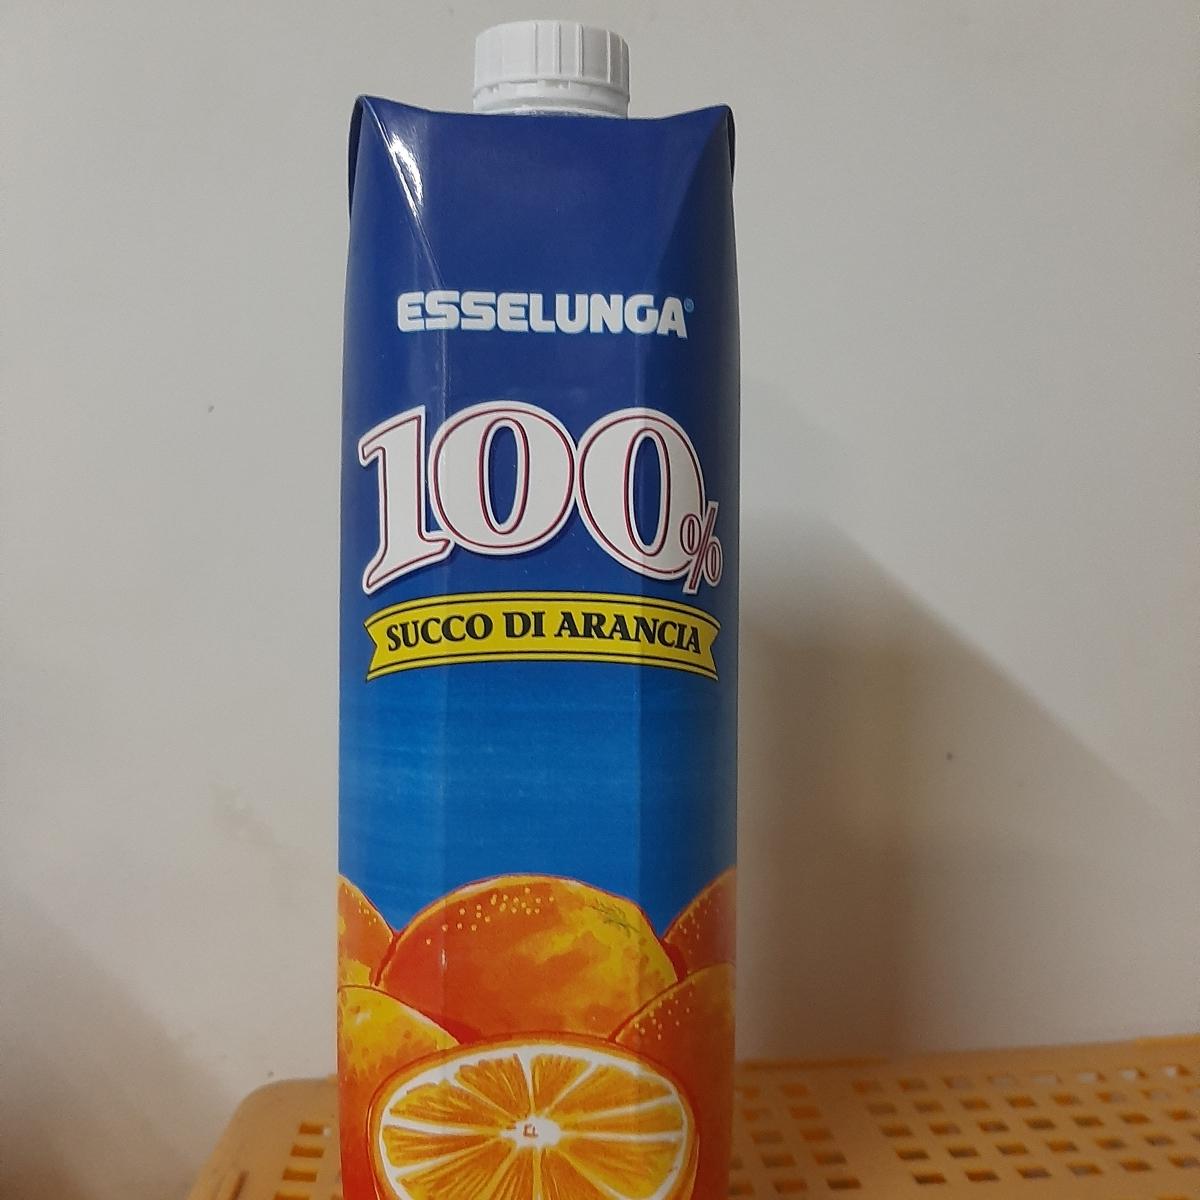 ESSELUNGA®
100%
SUCCO DI ARANCIA